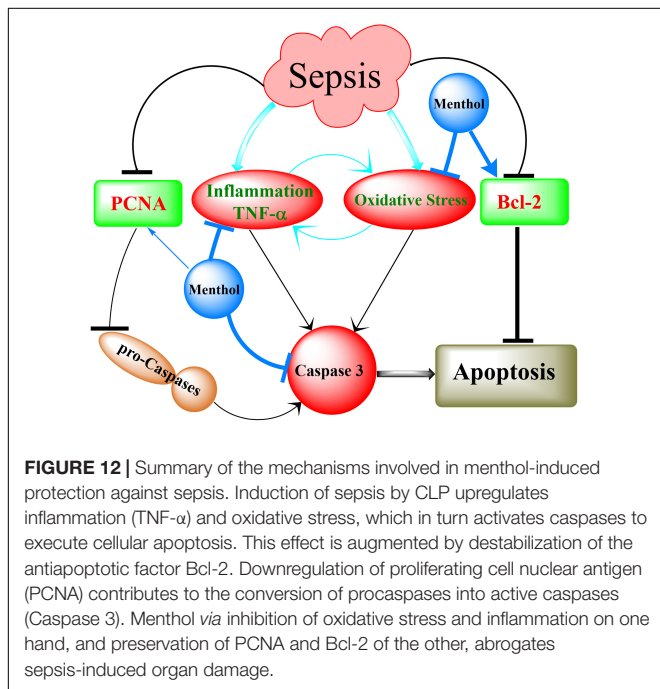 Sepsis
Menthol
PCNA
Inflammation
TNF-α
Oxidative Stress
Bcl-2
Menthol
pro-Caspases
Caspase 3
Apoptosis
FIGURE 12 | Summary of the mechanisms involved in menthol-induced
protection against sepsis. Induction of sepsis by CLP upregulates
inflammation (TNF-α) and oxidative stress, which in turn activates caspases to
execute cellular apoptosis. This effect is augmented by destabilization of the
antiapoptotic factor Bcl-2. Downregulation of proliferating cell nuclear antigen
(PCNA) contributes to the conversion of procaspases into active caspases
(Caspase 3). Menthol via inhibition of oxidative stress and inflammation on one
hand, and preservation of PCNA and Bcl-2 of the other, abrogates
sepsis-induced organ damage.